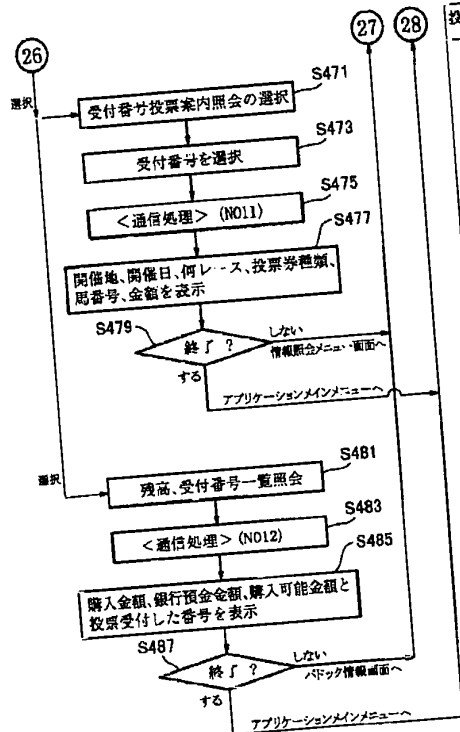 26
27
28
投
選択
S471
受付番号投票案内照会の選択
S473
受付番号を選択
S475
<通信処理> (N011)
S477
開催地、開催日、何レース、投票券種類、
馬番号、金額を表示
S479
終了？
しない
情報照会メニュー画面へ
する
アプリケーションメインメニューへ
選択
S481
残高、受付番号一覧照会
S483
<通信処理> (N012)
S485
購入金額、銀行預金金額、購入可能金額と
投票受付した番号を表示
S487
終了？
しない
パドック情報画面へ
する
アプリケーションメインメニューへ